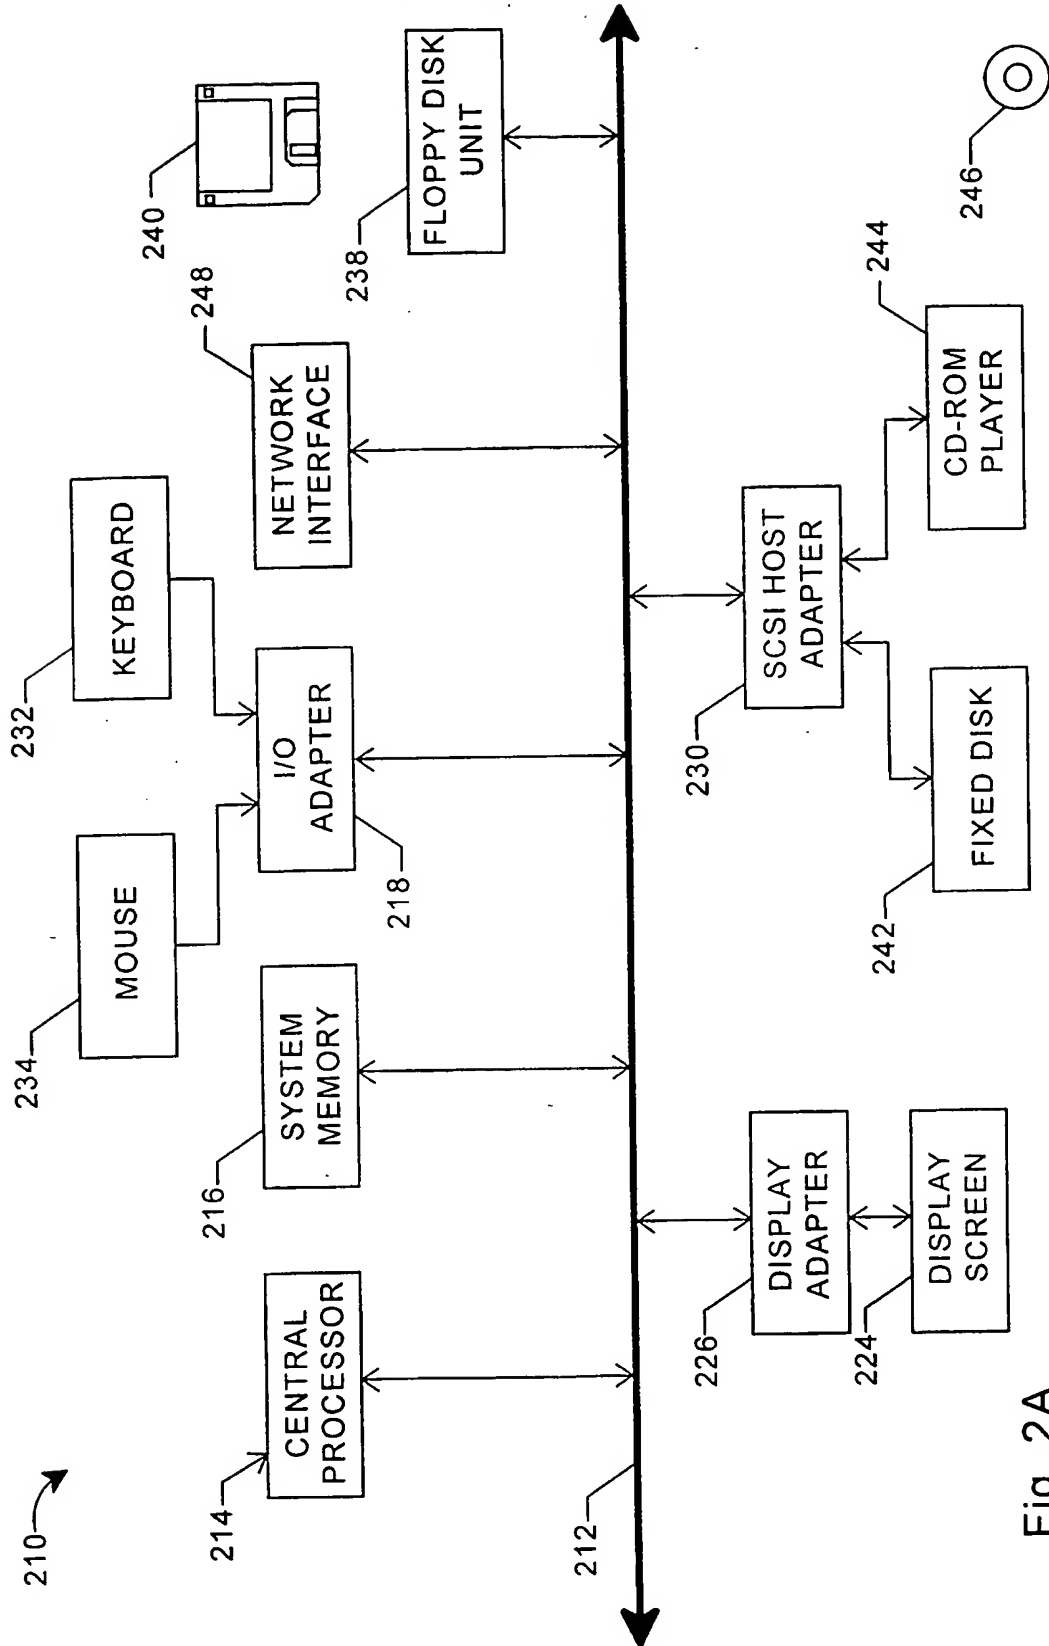 210
214
CENTRAL
PROCESSOR
216
SYSTEM
MEMORY
234
MOUSE
232
KEYBOARD
I/O
ADAPTER
218
248
NETWORK
INTERFACE
240
238
FLOPPY DISK
UNIT
212
226
DISPLAY
ADAPTER
224
DISPLAY
SCREEN
230
SCSI HOST
ADAPTER
242
FIXED DISK
244
CD-ROM
PLAYER
246
Fig. 2A